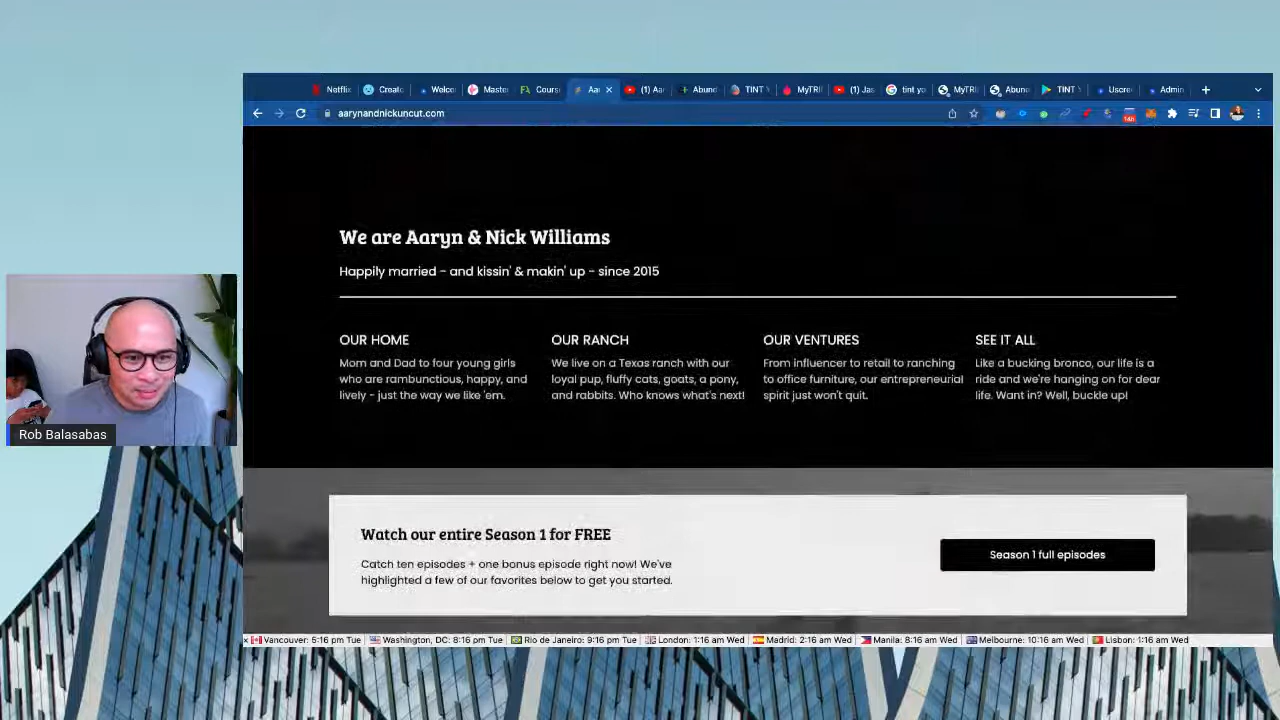 Netflix
Creato
Welco
Master
Course
Aar
(1) Aar
Abund
TINT
MyTRI
(1) Jas
tint yo
MyTRI
Abund
TINT
Uscre
Admin
aarynandnickuncut.com
We are Aaryn & Nick Williams
Happily married - and kissin' & makin' up - since 2015
OUR HOME
Mom and Dad to four young girls
who are rambunctious, happy, and
lively - just the way we like 'em.
OUR RANCH
We live on a Texas ranch with our
loyal pup, fluffy cats, goats, a pony,
and rabbits. Who knows what's next!
OUR VENTURES
From influencer to retail to ranching
to office furniture, our entrepreneurial
spirit just won't quit.
SEE IT ALL
Like a bucking bronco, our life is a
ride and we're hanging on for dear
life. Want in? Well, buckle up!
Rob Balasabas
Watch our entire Season 1 for FREE
Catch ten episodes + one bonus episode right now! We've
highlighted a few of our favorites below to get you started.
Season 1 full episodes
Vancouver: 5:16 pm Tue | Washington, DC: 8:16 pm Tue | Rio de Janeiro: 9:16 pm Tue | London: 1:16 am Wed | Madrid: 2:16 am Wed | Manila: 8:16 am Wed | Melbourne: 10:16 am Wed | Lisbon: 1:16 am Wed